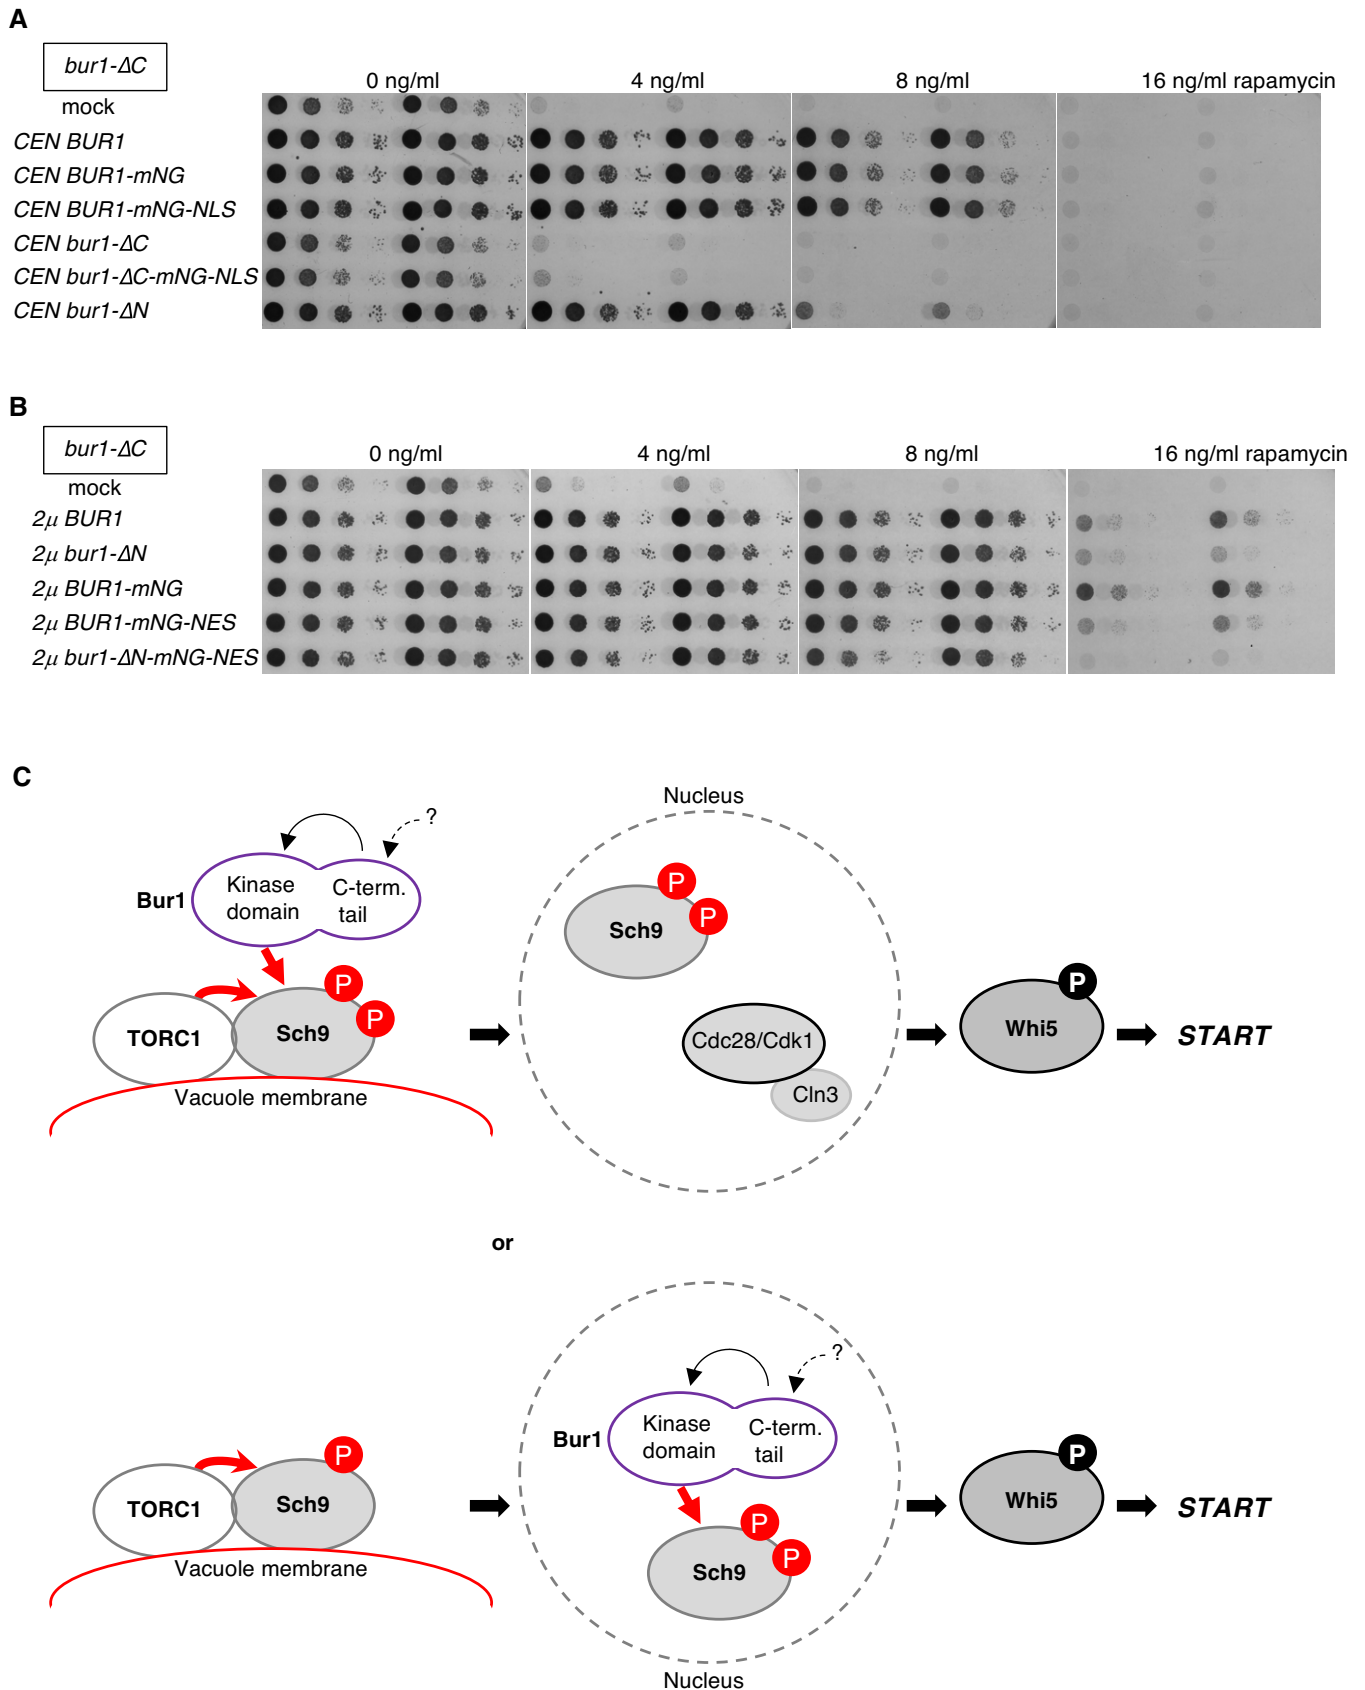 A
bur1-ΔC
0 ng/ml 4 ng/ml 8 ng/ml 16 ng/ml rapamycin
mock
CEN BUR1
CEN BUR1-mNG
CEN BUR1-mNG-NLS
CEN bur1-ΔC
CEN bur1-ΔC-mNG-NLS
CEN bur1-ΔN
B
bur1-ΔC
0 ng/ml 4 ng/ml 8 ng/ml 16 ng/ml rapamycin
mock
2μ BUR1
2μ bur1-ΔN
2μ BUR1-mNG
2μ BUR1-mNG-NES
2μ bur1-ΔN-mNG-NES
C
Nucleus
?
Bur1
Kinase
domain
C-term.
tail
TORC1
Sch9
P
P
Vacuole membrane
Sch9
P
P
Cdc28/Cdk1
Cln3
Whi5
P
START
or
?
Bur1
Kinase
domain
C-term.
tail
TORC1
Sch9
P
Vacuole membrane
Sch9
P
P
Nucleus
Whi5
P
START